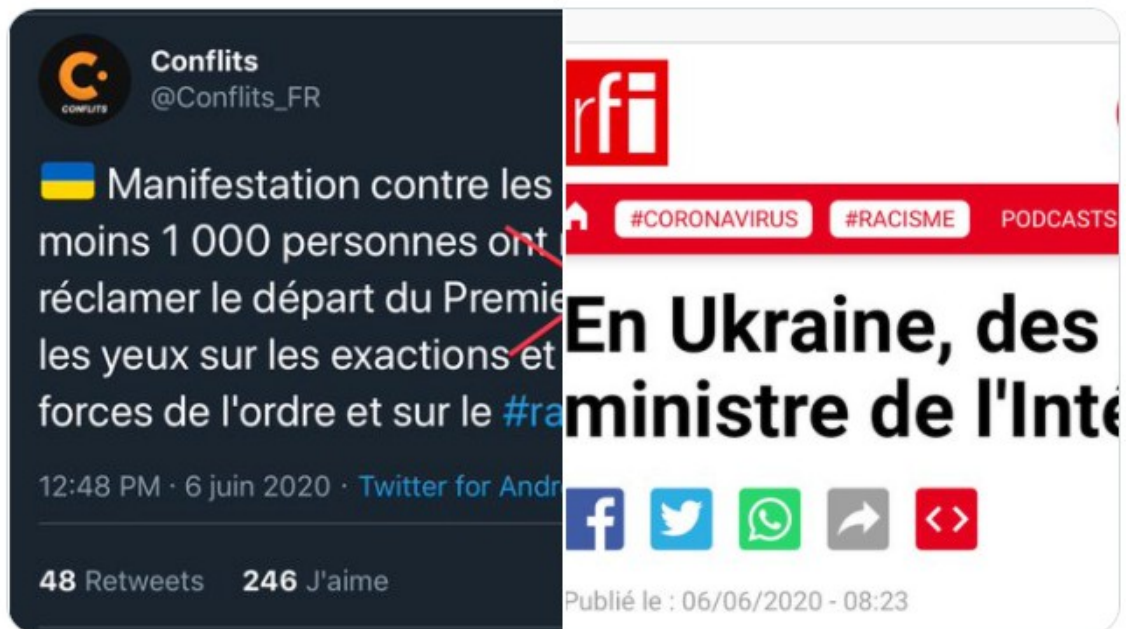 Conflits
@Conflits_FR
CONFLITS
Manifestation contre les
moins 1 000 personnes ont
réclamer le départ du Premie
les yeux sur les exactions et
forces de l'ordre et sur le #ra
12:48 PM · 6 juin 2020 · Twitter for Andr
48 Retweets 246 J'aime
rfi
#CORONAVIRUS #RACISME PODCASTS
En Ukraine, des
ministre de l'Inté
Publié le : 06/06/2020 - 08:23